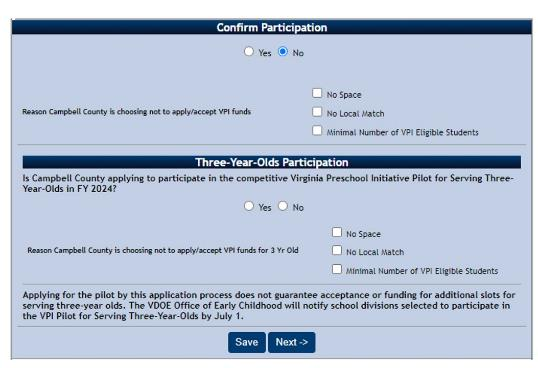 Confirm Participation
Yes No
No Space
Reason Campbell County is choosing not to apply/accept VPI funds
No Local Match
Minimal Number of VPI Eligible Students
Three-Year-Olds Participation
Is Campbell County applying to participate in the competitive Virginia Preschool Initiative Pilot for Serving Three-
Year-Olds in FY 2024?
Yes No
No Space
Reason Campbell County is choosing not to apply/accept VPI funds for 3 Yr Old
No Local Match
Minimal Number of VPI Eligible Students
Applying for the pilot by this application process does not guarantee acceptance or funding for additional slots for
serving three-year olds. The VDOE Office of Early Childhood will notify school divisions selected to participate in
the VPI Pilot for Serving Three-Year-Olds by July 1.
Save Next ->